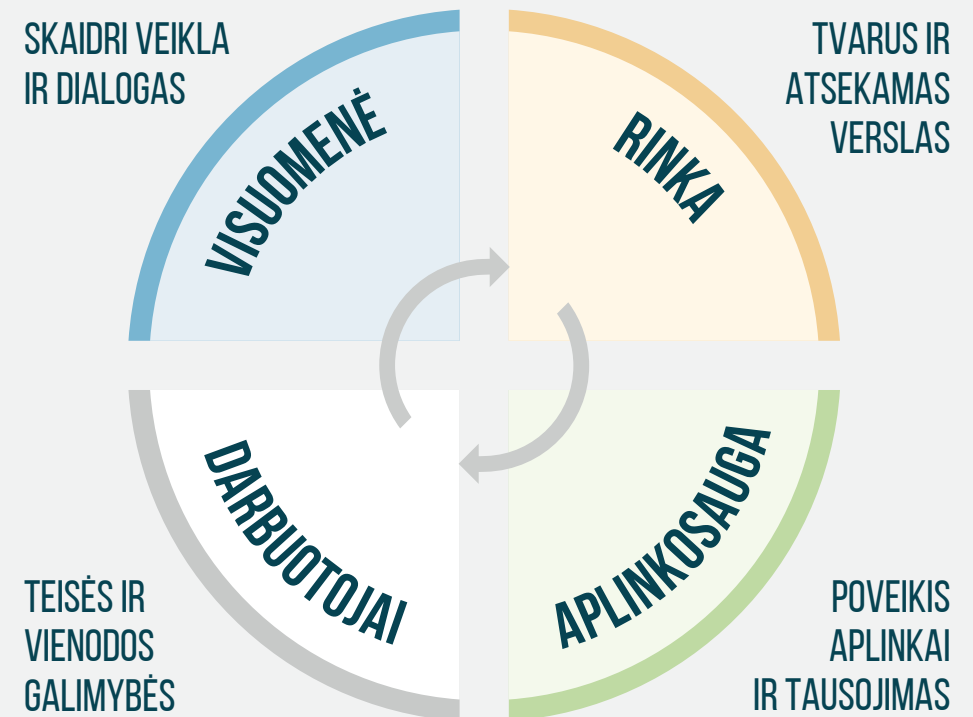 SKAIDRI VEIKLA
IR DIALOGAS
VISUOMENĖ
RINKA
TVARUS IR
ATSEKAMAS
VERSLAS
DARBUOTOJAI
TEISĖS IR
VIENODOS
GALIMYBĖS
APLINKOSAUGA
POVEIKIS
APLINKAI
IR TAUSOJIMAS